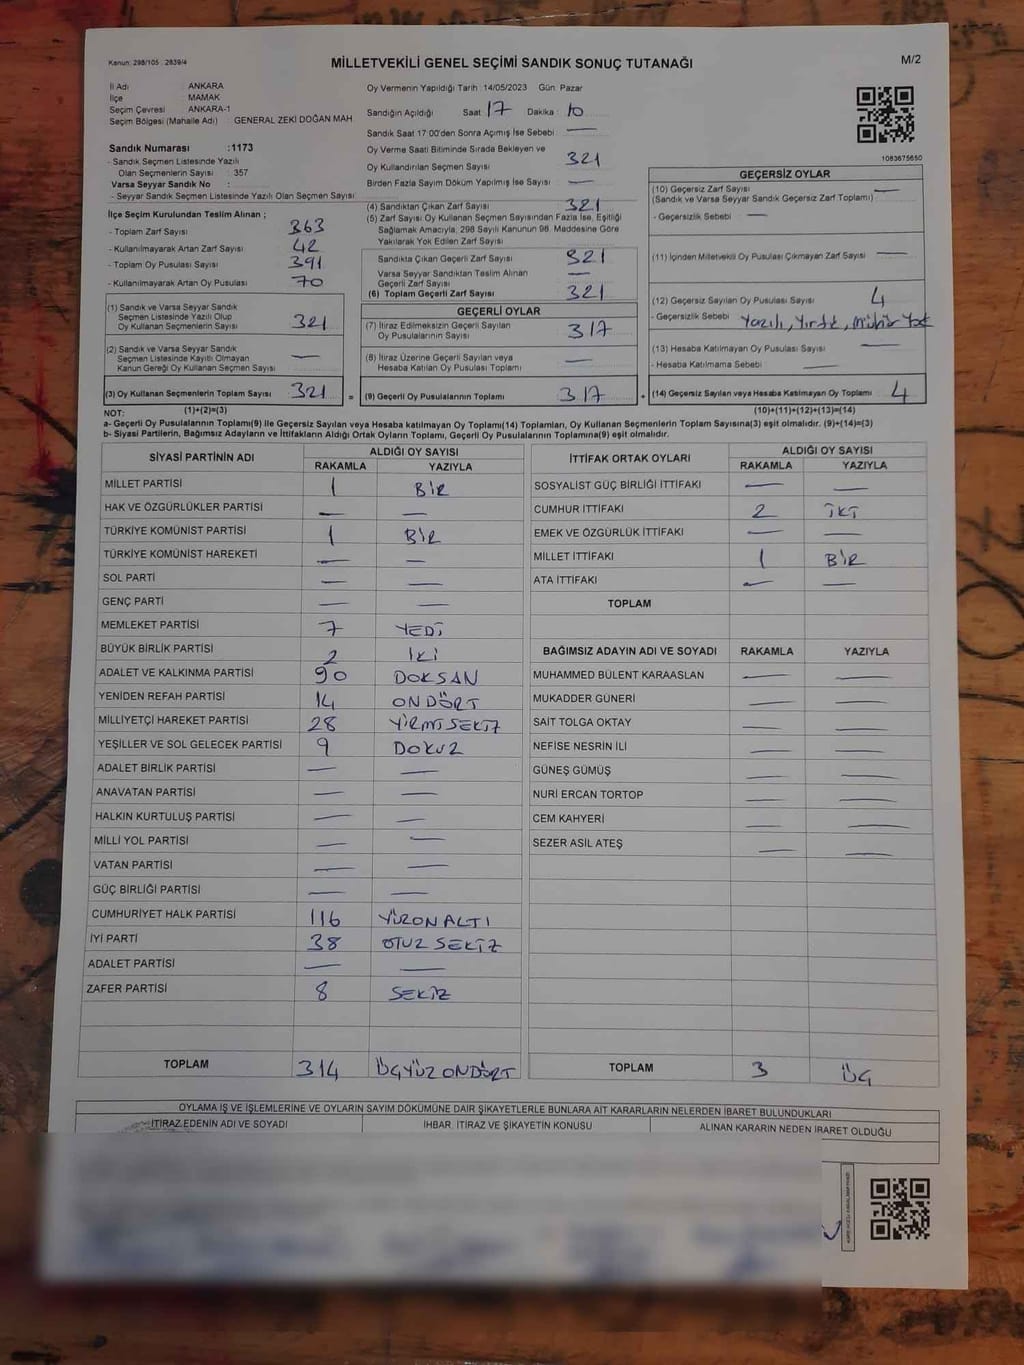 Kanun: 298/105 : 2839/4
MİLLETVEKİLİ GENEL SEÇİMİ SANDIK SONUÇ TUTANAĞI
M/2
İl Adı : ANKARA
İlçe : MAMAK
Seçim Çevresi : ANKARA-1
Seçim Bölgesi (Mahalle Adı) : GENERAL ZEKİ DOĞAN MAH
Oy Vermenin Yapıldığı Tarih : 14/05/2023 Gün: Pazar
Sandığın Açıldığı Saat : 17 Dakika : 10
Sandık Saat 17:00'den Sonra Açımış İse Sebebi : —
Oy Verme Saati Bitiminde Sırada Bekleyen ve
Oy Kullandırılan Seçmen Sayısı : 321
Birden Fazla Sayım Döküm Yapılmış İse Sayısı : —
1083675650
Sandık Numarası :1173
- Sandık Seçmen Listesinde Yazılı
Olan Seçmenlerin Sayısı : 357
Varsa Seyyar Sandık No :
- Seyyar Sandık Seçmen Listesinde Yazılı Olan Seçmen Sayısı :
İlçe Seçim Kurulundan Teslim Alınan ;
- Toplam Zarf Sayısı : 363
- Kullanılmayarak Artan Zarf Sayısı : 42
- Toplam Oy Pusulası Sayısı : 391
- Kullanılmayarak Artan Oy Pusulası : 70
(1) Sandık ve Varsa Seyyar Sandık
Seçmen Listesinde Yazılı Olup
Oy Kullanan Seçmenlerin Sayısı : 321
(2) Sandık ve Varsa Seyyar Sandık
Seçmen Listesinde Kayıtlı Olmayan
Kanun Gereği Oy Kullanan Seçmen Sayısı : —
(3) Oy Kullanan Seçmenlerin Toplam Sayısı : 321
(4) Sandıktan Çıkan Zarf Sayısı : 321
(5) Zarf Sayısı Oy Kullanan Seçmen Sayısından Fazla İse, Eşitliği
Sağlamak Amacıyla, 298 Sayılı Kanunun 98. Maddesine Göre
Yakılarak Yok Edilen Zarf Sayısı :
Sandıkta Çıkan Geçerli Zarf Sayısı : 321
Varsa Seyyar Sandıktan Teslim Alınan
Geçerli Zarf Sayısı : —
(6) Toplam Geçerli Zarf Sayısı : 321
GEÇERLİ OYLAR
(7) İtiraz Edilmeksizin Geçerli Sayılan
Oy Pusulalarının Sayısı : 317
(8) İtiraz Üzerine Geçerli Sayılan veya
Hesaba Katılan Oy Pusulası Toplamı : —
= (9) Geçerli Oy Pusulalarının Toplamı : 317
GEÇERSİZ OYLAR
(10) Geçersiz Zarf Sayısı : —
(Sandık ve Varsa Seyyar Sandık Geçersiz Zarf Toplamı)
- Geçersizlik Sebebi : —
(11) İçinden Milletvekili Oy Pusulası Çıkmayan Zarf Sayısı : —
(12) Geçersiz Sayılan Oy Pusulası Sayısı : 4
- Geçersizlik Sebebi : Yazılı, Yırtık, Mühür Yok
(13) Hesaba Katılmayan Oy Pusulası Sayısı : —
- Hesaba Katılmama Sebebi : —
+ (14) Geçersiz Sayılan veya Hesaba Katılmayan Oy Toplamı : 4
NOT: (1)+(2)=(3)
(10)+(11)+(12)+(13)=(14)
a- Geçerli Oy Pusulalarının Toplamı(9) ile Geçersiz Sayılan veya Hesaba katılmayan Oy Toplamı(14) Toplamları, Oy Kullanan Seçmenlerin Toplam Sayısına(3) eşit olmalıdır. (9)+(14)=(3)
b- Siyasi Partilerin, Bağımsız Adayların ve İttifakların Aldığı Ortak Oyların Toplamı, Geçerli Oy Pusulalarının Toplamına(9) eşit olmalıdır.
SİYASİ PARTİNİN ADI ALDIĞI OY SAYISI
RAKAMLA YAZIYLA
MİLLET PARTİSİ 1 BİR
HAK VE ÖZGÜRLÜKLER PARTİSİ — —
TÜRKİYE KOMÜNİST PARTİSİ 1 BİR
TÜRKİYE KOMÜNİST HAREKETİ — —
SOL PARTİ — —
GENÇ PARTİ — —
MEMLEKET PARTİSİ 7 YEDİ
BÜYÜK BİRLİK PARTİSİ 2 İKİ
ADALET VE KALKINMA PARTİSİ 90 DOKSAN
YENİDEN REFAH PARTİSİ 14 ONDÖRT
MİLLİYETÇİ HAREKET PARTİSİ 28 YİRMİSEKİZ
YEŞİLLER VE SOL GELECEK PARTİSİ 9 DOKUZ
ADALET BİRLİK PARTİSİ — —
ANAVATAN PARTİSİ — —
HALKIN KURTULUŞ PARTİSİ — —
MİLLİ YOL PARTİSİ — —
VATAN PARTİSİ — —
GÜÇ BİRLİĞİ PARTİSİ — —
CUMHURİYET HALK PARTİSİ 116 YÜZONALTI
İYİ PARTİ 38 OTUZ SEKİZ
ADALET PARTİSİ — —
ZAFER PARTİSİ 8 SEKİZ
TOPLAM 314 ÜÇYÜZ ONDÖRT
İTTİFAK ORTAK OYLARI ALDIĞI OY SAYISI
RAKAMLA YAZIYLA
SOSYALİST GÜÇ BİRLİĞİ İTTİFAKI — —
CUMHUR İTTİFAKI 2 İKİ
EMEK VE ÖZGÜRLÜK İTTİFAKI — —
MİLLET İTTİFAKI 1 BİR
ATA İTTİFAKI — —
TOPLAM
BAĞIMSIZ ADAYIN ADI VE SOYADI RAKAMLA YAZIYLA
MUHAMMED BÜLENT KARAASLAN — —
MUKADDER GÜNERİ — —
SAİT TOLGA OKTAY — —
NEFİSE NESRİN İLİ — —
GÜNEŞ GÜMÜŞ — —
NURİ ERCAN TORTOP — —
CEM KAHYERİ — —
SEZER ASİL ATEŞ — —
TOPLAM 3 ÜÇ
OYLAMA İŞ VE İŞLEMLERİNE VE OYLARIN SAYIM DÖKÜMÜNE DAİR ŞİKAYETLERLE BUNLARA AİT KARARLARIN NELERDEN İBARET BULUNDUKLARI
İTİRAZ EDENİN ADI VE SOYADI İHBAR, İTİRAZ VE ŞİKAYETİN KONUSU ALINAN KARARIN NEDEN İBARET OLDUĞU